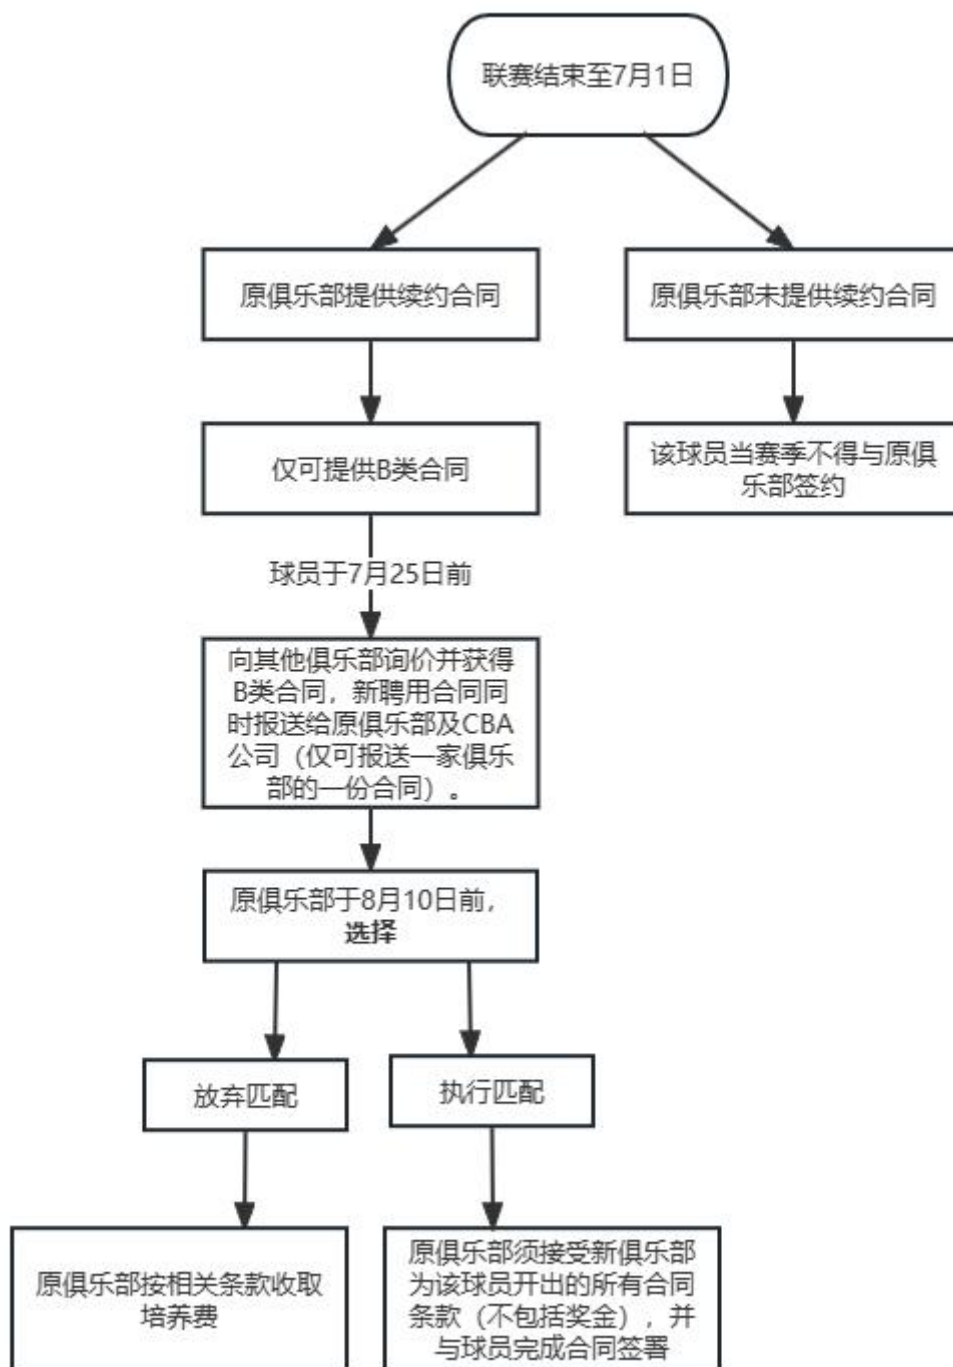 联赛结束至7月1日
原俱乐部提供续约合同
原俱乐部未提供续约合同
仅可提供B类合同
该球员当赛季不得与原俱
乐部签约
球员于7月25日前
向其他俱乐部询价并获得
B类合同，新聘用合同同
时报送给原俱乐部及CBA
公司（仅可报送一家俱乐
部的一份合同）。
原俱乐部于8月10日前，
选择
放弃匹配
执行匹配
原俱乐部按相关条款收取
培养费
原俱乐部须接受新俱乐部
为该球员开出的所有合同
条款（不包括奖金），并
与球员完成合同签署